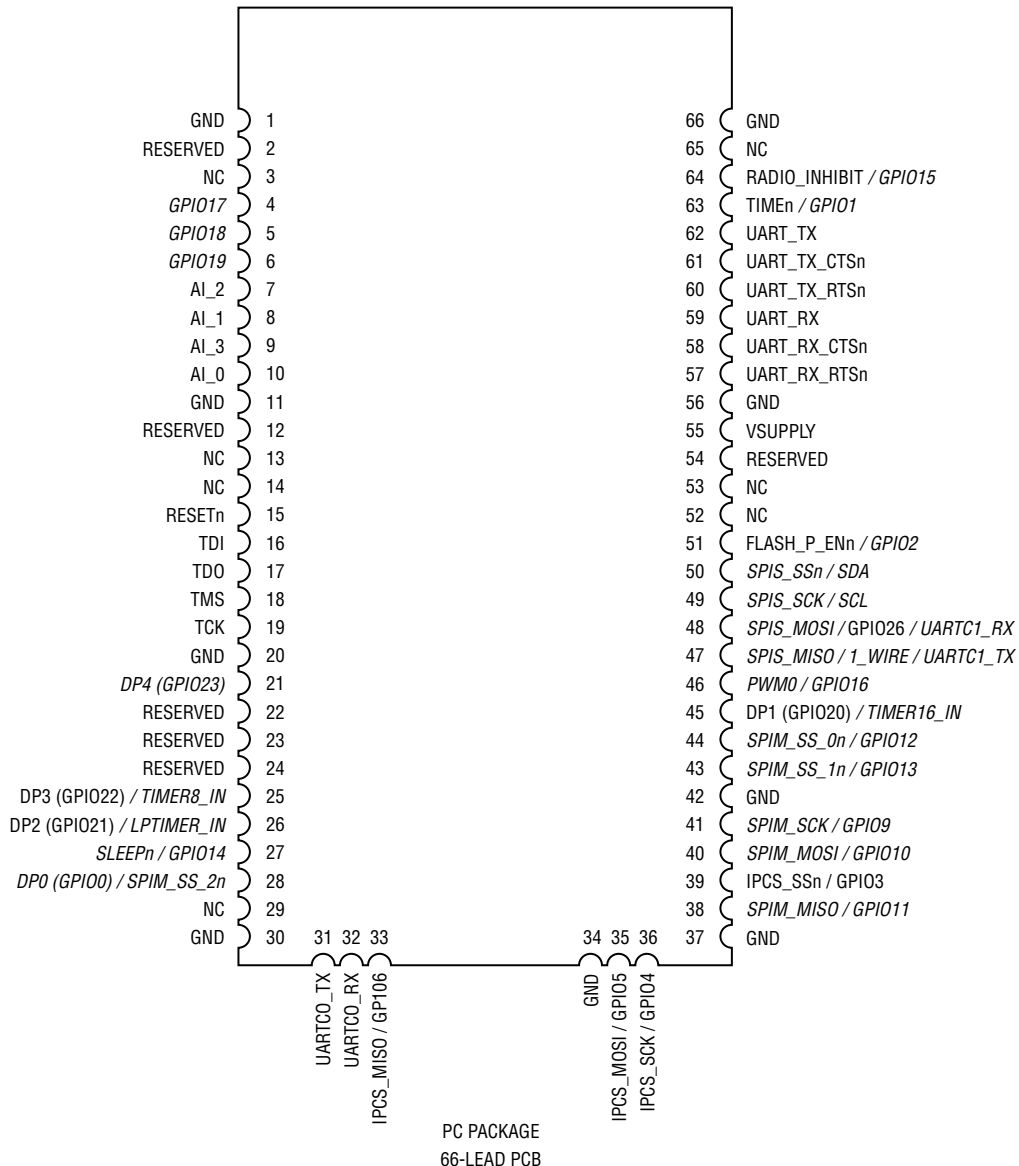 GND 1
RESERVED 2
NC 3
GPIO17 4
GPIO18 5
GPIO19 6
AI_2 7
AI_1 8
AI_3 9
AI_0 10
GND 11
RESERVED 12
NC 13
NC 14
RESETn 15
TDI 16
TDO 17
TMS 18
TCK 19
GND 20
DP4 (GPIO23) 21
RESERVED 22
RESERVED 23
RESERVED 24
DP3 (GPIO22) / TIMER8_IN 25
DP2 (GPIO21) / LPTIMER_IN 26
SLEEPn / GPIO14 27
DP0 (GPIO0) / SPIM_SS_2n 28
NC 29
GND 30
31 UARTCO_TX
32 UARTCO_RX
33 IPCS_MISO / GP106
34 GND
35 IPCS_MOSI / GPIO5
36 IPCS_SCK / GPIO4
66 GND
65 NC
64 RADIO_INHIBIT / GPIO15
63 TIMEn / GPIO1
62 UART_TX
61 UART_TX_CTSn
60 UART_TX_RTSn
59 UART_RX
58 UART_RX_CTSn
57 UART_RX_RTSn
56 GND
55 VSUPPLY
54 RESERVED
53 NC
52 NC
51 FLASH_P_ENn / GPIO2
50 SPIS_SSn / SDA
49 SPIS_SCK / SCL
48 SPIS_MOSI / GPIO26 / UARTC1_RX
47 SPIS_MISO / 1_WIRE / UARTC1_TX
46 PWM0 / GPIO16
45 DP1 (GPIO20) / TIMER16_IN
44 SPIM_SS_0n / GPIO12
43 SPIM_SS_1n / GPIO13
42 GND
41 SPIM_SCK / GPIO9
40 SPIM_MOSI / GPIO10
39 IPCS_SSn / GPIO3
38 SPIM_MISO / GPIO11
37 GND
PC PACKAGE
66-LEAD PCB